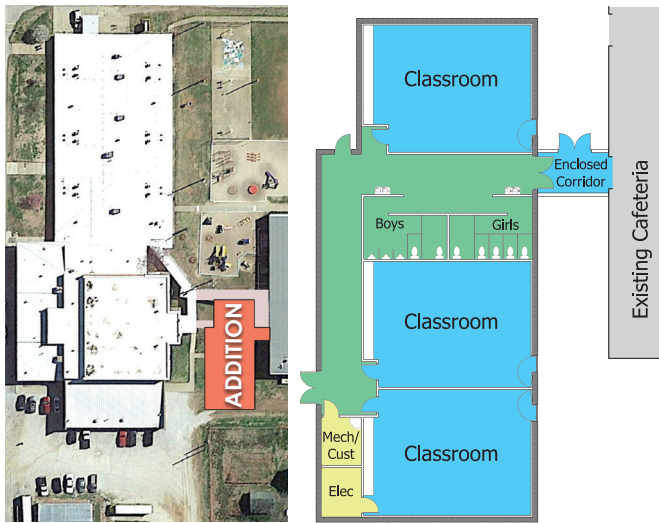 ADDITION
Classroom
Enclosed
Corridor
Existing Cafeteria
Boys
Girls
Classroom
Classroom
Mech/
Cust
Elec